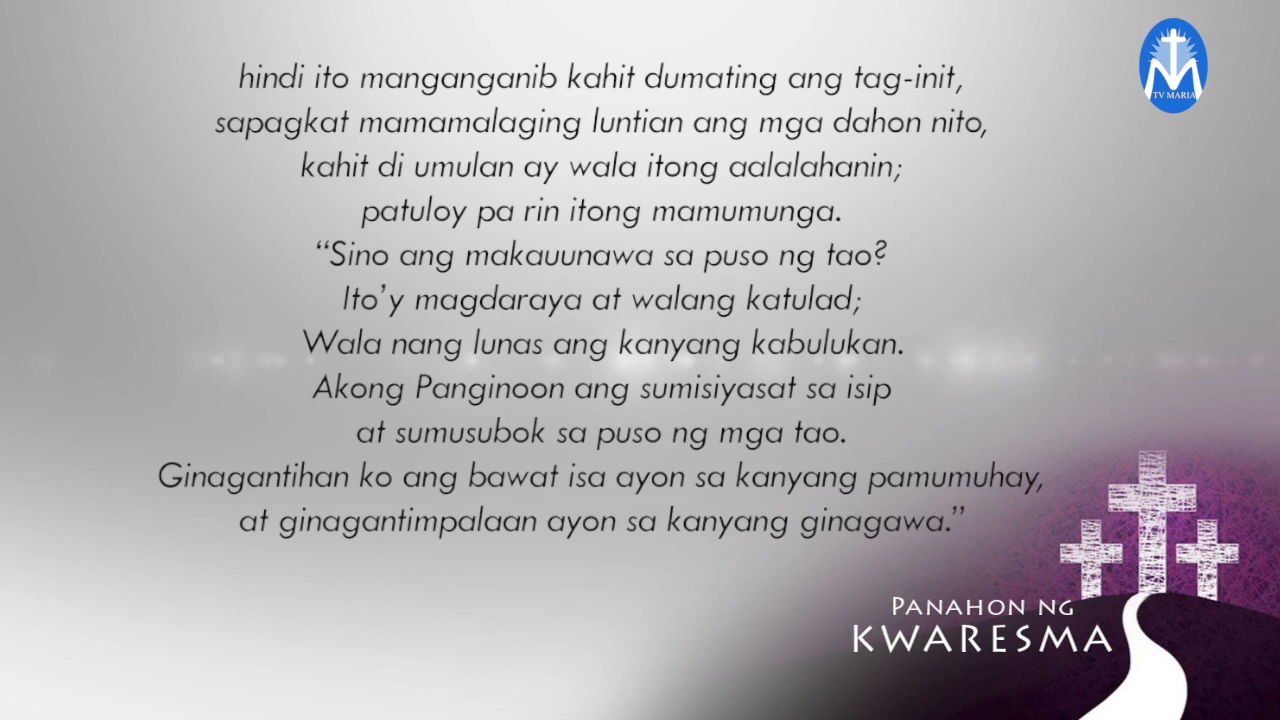 TV MARIA
hindi ito manganganib kahit dumating ang tag-init,
sapagkat mamamalaging luntian ang mga dahon nito,
kahit di umulan ay wala itong aalalahanin;
patuloy pa rin itong mamumunga.
“Sino ang makauunawa sa puso ng tao?
Ito’y magdaraya at walang katulad;
Wala nang lunas ang kanyang kabulukan.
Akong Panginoon ang sumisiyasat sa isip
at sumusubok sa puso ng mga tao.
Ginagantihan ko ang bawat isa ayon sa kanyang pamumuhay,
at ginagantimpalaan ayon sa kanyang ginagawa.”
PANAHON NG
KWARESMA